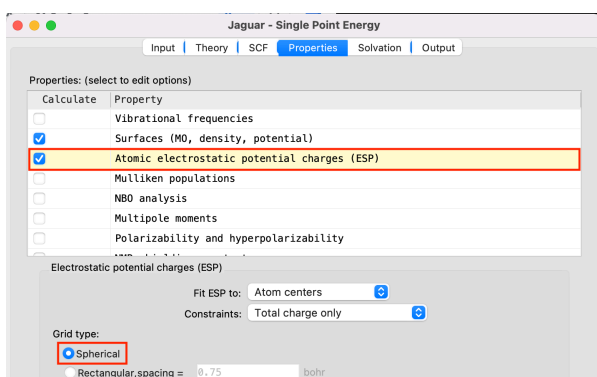 Jaguar - Single Point Energy
Input Theory SCF Properties Solvation Output
Properties: (select to edit options)
Calculate Property
Vibrational frequencies
Surfaces (MO, density, potential)
Atomic electrostatic potential charges (ESP)
Mulliken populations
NBO analysis
Multipole moments
Polarizability and hyperpolarizability
Electrostatic potential charges (ESP)
Fit ESP to: Atom centers
Constraints: Total charge only
Grid type:
Spherical
Rectangular,spacing = 0.75 bohr